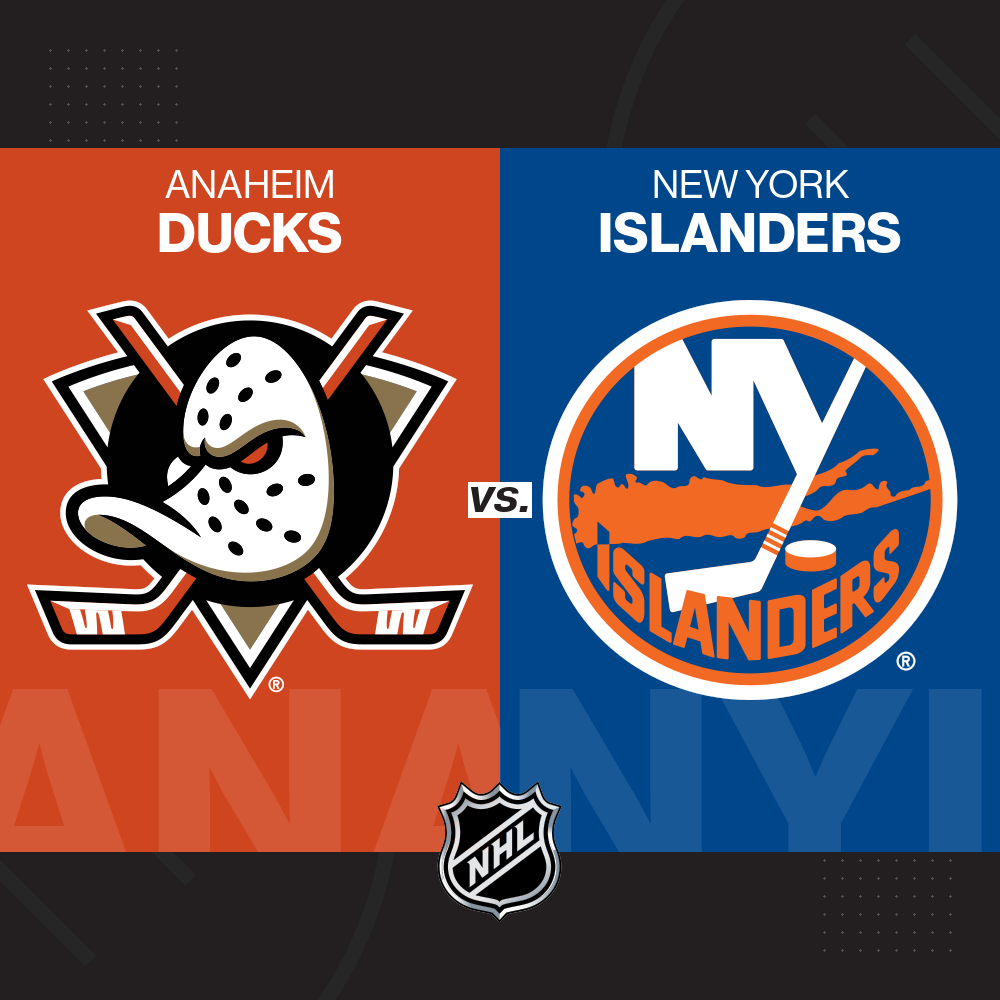 ANAHEIM
DUCKS
NEW YORK
ISLANDERS
VS.
NY
ISLANDERS
®
®
ANA
NYI
NHL